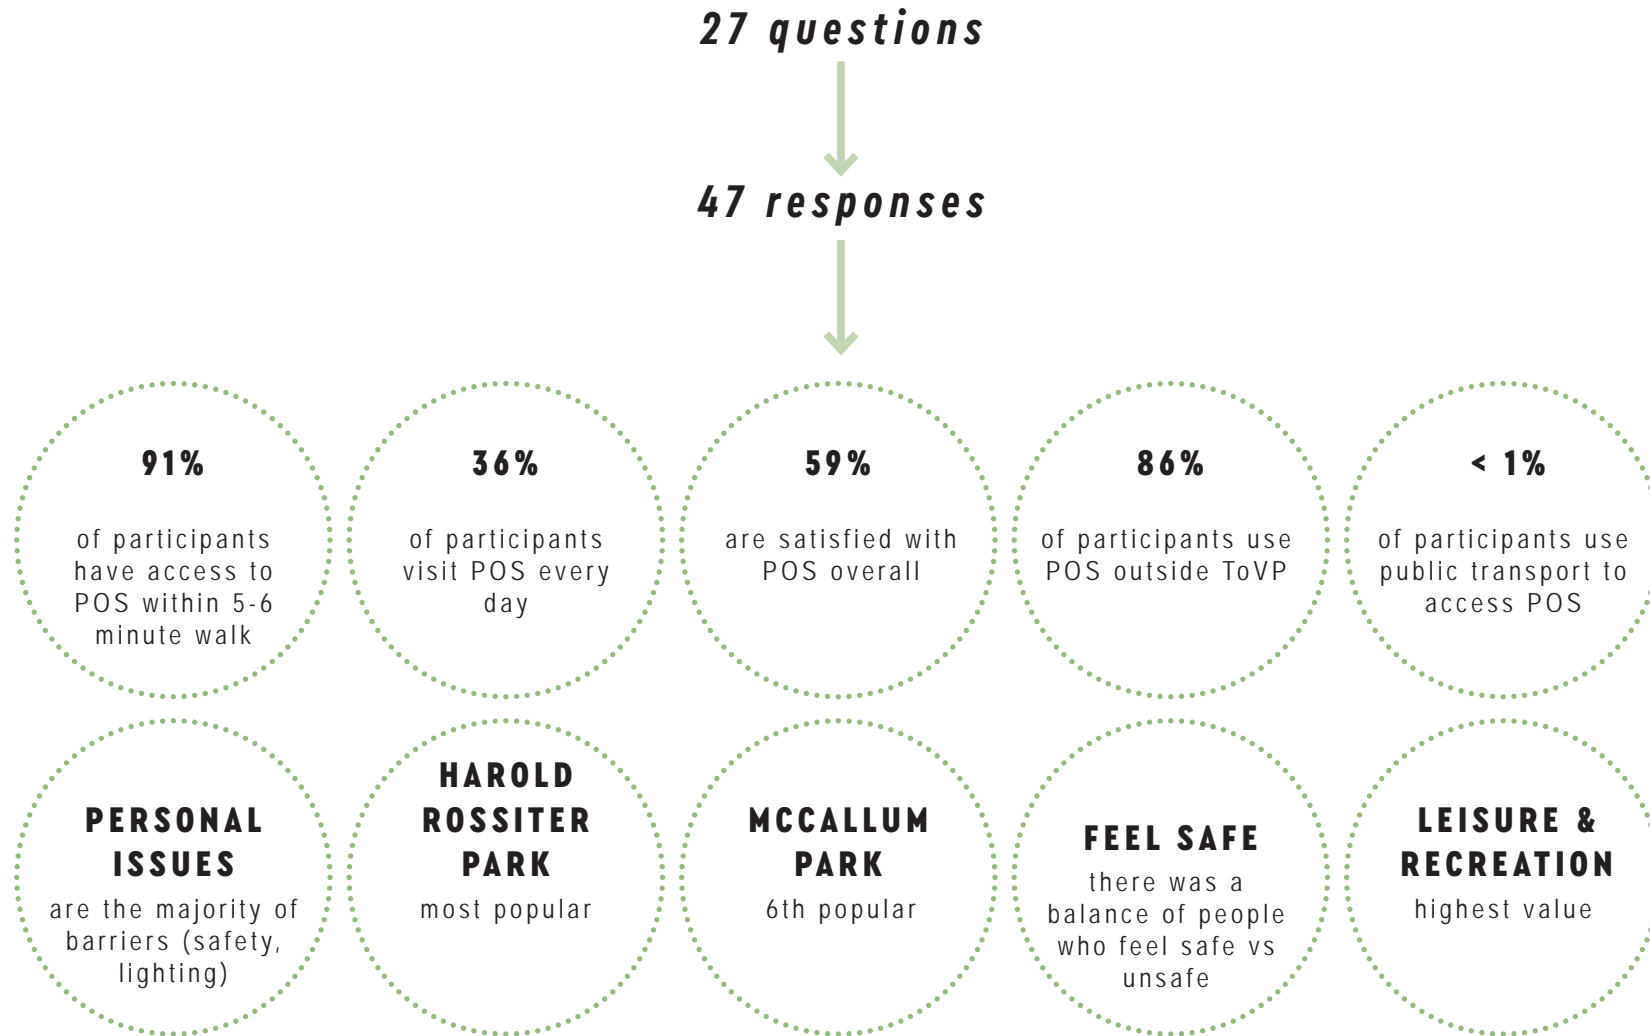 27 questions
47 responses
91%
of participants
have access to
POS within 5-6
minute walk
36%
of participants
visit POS every
day
59%
are satisfied with
POS overall
86%
of participants use
POS outside ToVP
< 1%
of participants use
public transport to
access POS
PERSONAL
ISSUES
are the majority of
barriers (safety,
lighting)
HAROLD
ROSSITER
PARK
most popular
MCCALLUM
PARK
6th popular
FEEL SAFE
there was a
balance of people
who feel safe vs
unsafe
LEISURE &
RECREATION
highest value